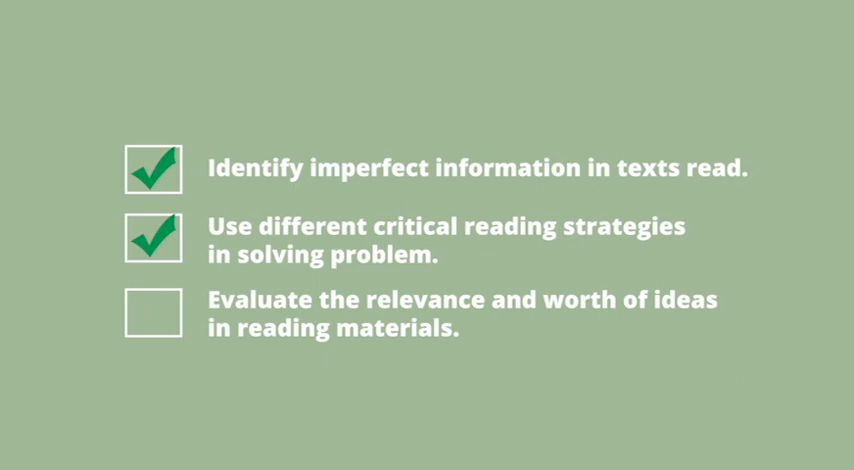 Identify imperfect information in texts read.
Use different critical reading strategies
in solving problem.
Evaluate the relevance and worth of ideas
in reading materials.